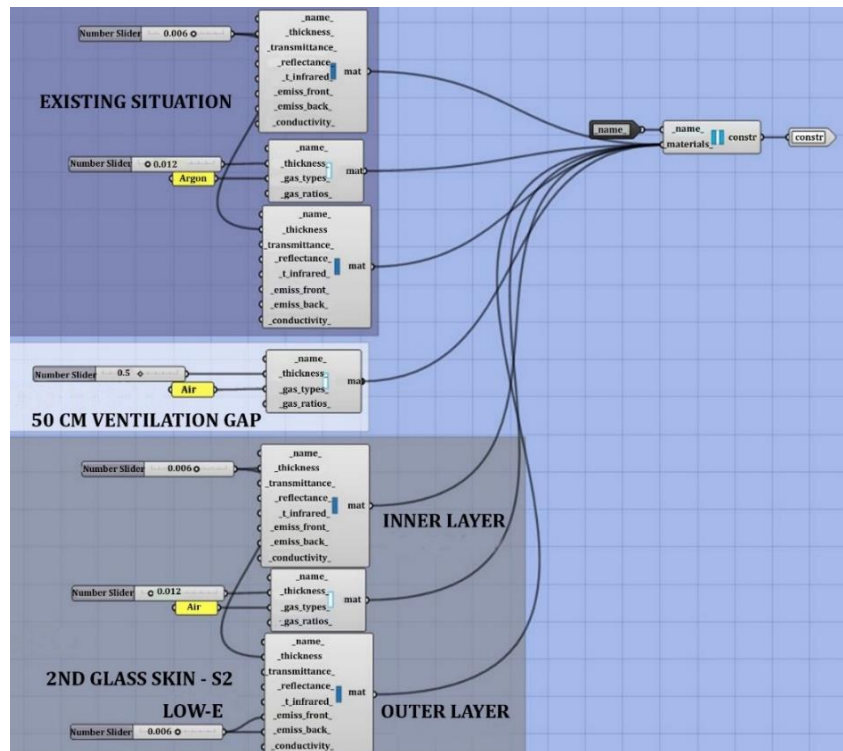 _name_
Number Slider 0.006
_thickness_
_transmittance_
_reflectance_
_t_infrared_
mat
_emiss_front_
EXISTING SITUATION
_emiss_back_
_conductivity_
_name_
_name_
_materials_
constr
constr
_name_
Number Slider 0.012
_thickness_
mat
Argon
_gas_types_
_gas_ratios_
_name_
_thickness
_transmittance_
_reflectance_
mat
_t_infrared_
_emiss_front_
_emiss_back_
_conductivity_
_name_
Number Slider 0.5
_thickness_
Air
_gas_types_
_gas_ratios_
50 CM VENTILATION GAP
_name_
Number Slider 0.006
_thickness
_transmittance_
_reflectance_
mat
_t_infrared_
INNER LAYER
_emiss_front_
_emiss_back_
_conductivity_
_name_
Number Slider 0.012
_thickness_
mat
Air
_gas_types_
_gas_ratios_
_name_
_thickness
2ND GLASS SKIN - S2
_transmittance_
_reflectance_
mat
_t_infrared_
LOW-E
_emiss_front_
OUTER LAYER
Number Slider 0.006
_emiss_back_
_conductivity_